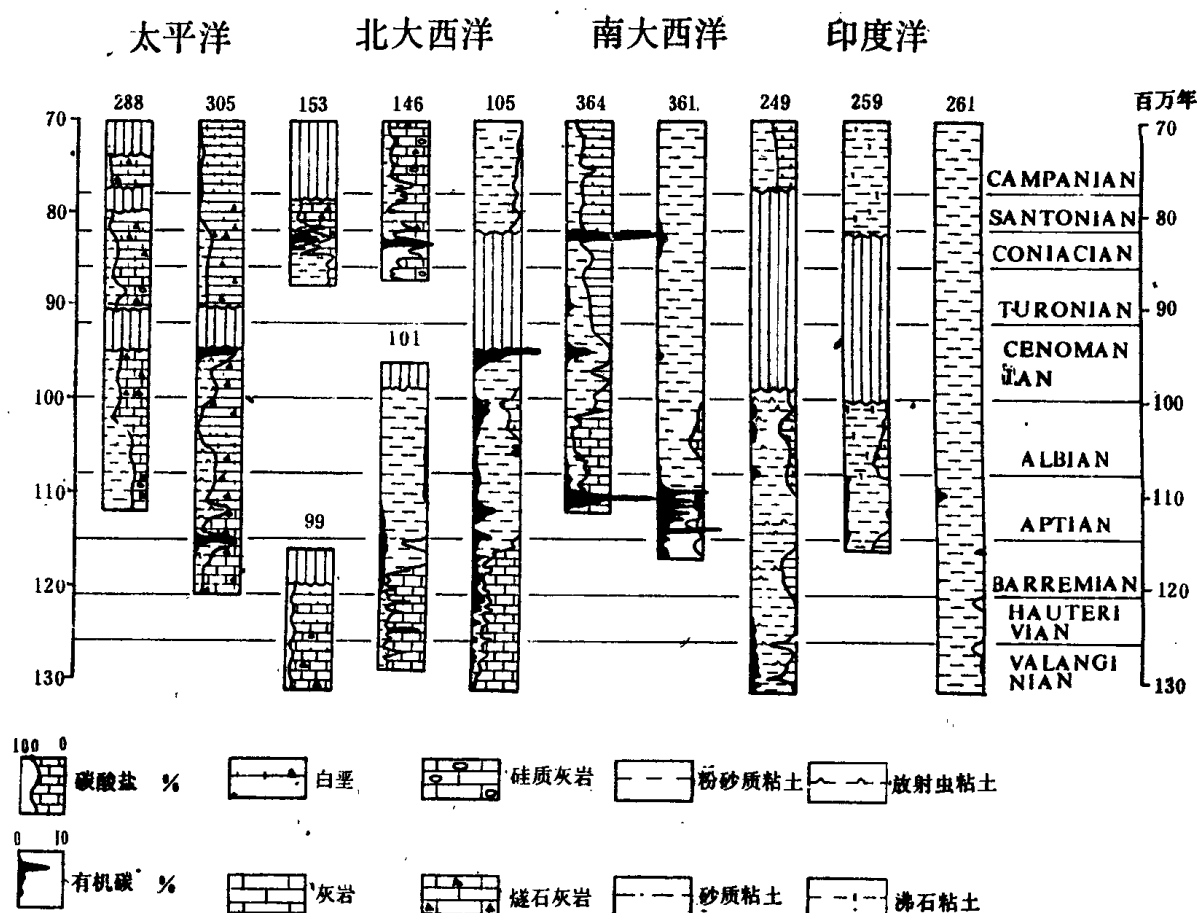 太平洋 北大西洋 南大西洋 印度洋
288 305 153 146 105 364 361. 249 259 261 百万年
70 70
CAMPANIAN
80 SANTONIAN 80
CONIACIAN
90 TURONIAN 90
101
CENOMAN
IAN
100 100
ALBIAN
110 110
99 APTIAN
120 BARREMIAN 120
HAUTERI
VIAN
VALANGI
130 NIAN 130
100 0
碳酸盐 % 白垩 硅质灰岩 粉砂质粘土 放射虫粘土
0 10
有机碳 % 灰岩 燧石灰岩 砂质粘土 沸石粘土